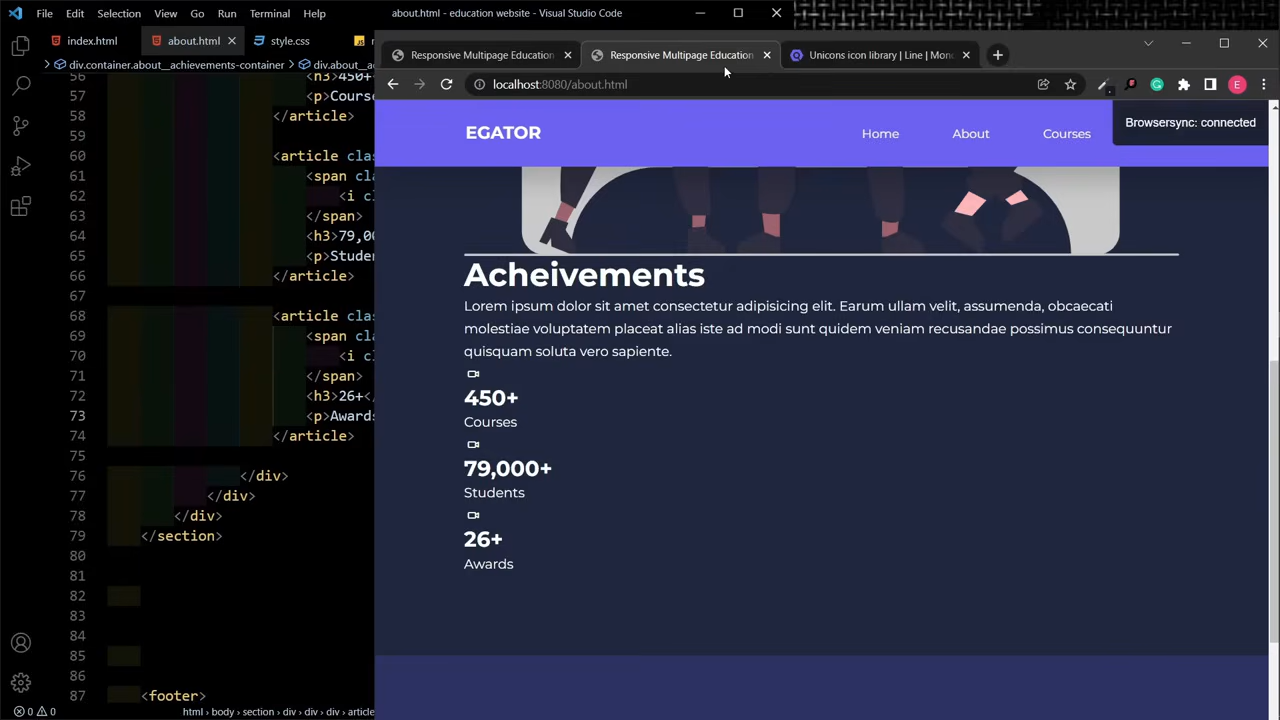 File Edit Selection View Go Run Terminal Help
about.html - education website - Visual Studio Code
index.html about.html style.css
div.container.about__achievements-container > div.a
56 <h3>450+
57 <p>Course
58 </article>
59
60 <article clas
61 <span cla
62 <i c
63 </span>
64 <h3>79,00
65 <p>Studen
66 </article>
67
68 <article clas
69 <span cla
70 <i c
71 </span>
72 <h3>26+</
73 <p>Awards
74 </article>
75
76 </div>
77 </div>
78 </div>
79 </section>
80
81
82
83
84
85
86
87 <footer>
0 0
html > body > section > div > div > div > article
Responsive Multipage Education
Responsive Multipage Education
Unicons icon library | Line | Mono
localhost:8080/about.html
E
EGATOR
Home About Courses
Browsersync: connected
Acheivements
Lorem ipsum dolor sit amet consectetur adipisicing elit. Earum ullam velit, assumenda, obcaecati
molestiae voluptatem placeat alias iste ad modi sunt quidem veniam recusandae possimus consequuntur
quisquam soluta vero sapiente.
450+
Courses
79,000+
Students
26+
Awards